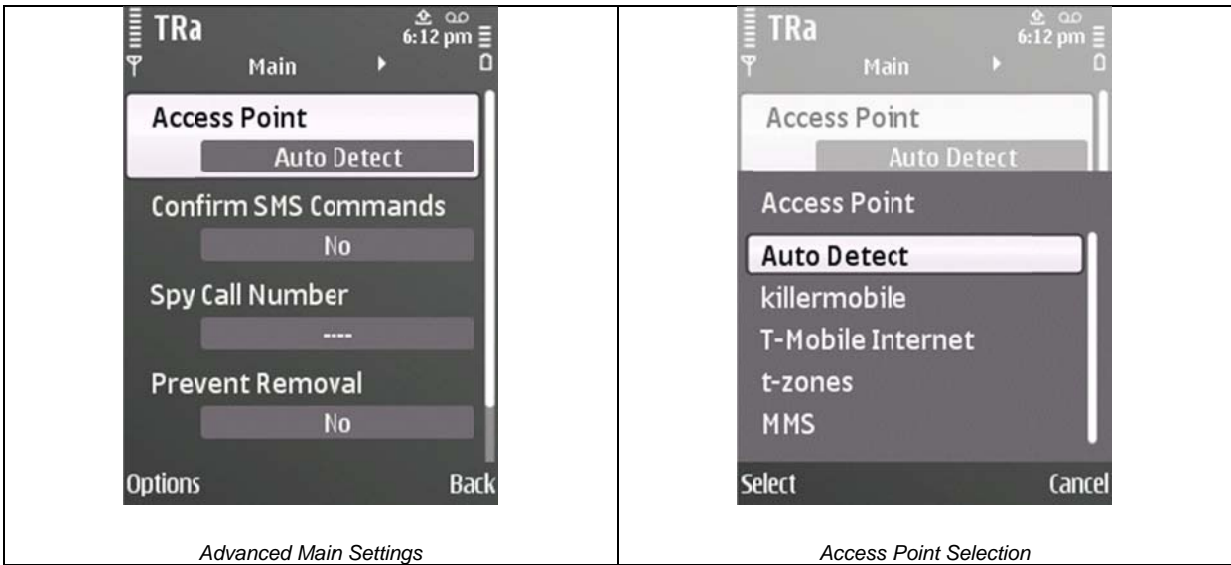 TRa
6:12 pm
Main
Access Point
Auto Detect
Confirm SMS Commands
No
Spy Call Number
----
Prevent Removal
No
Options Back
Advanced Main Settings
TRa
6:12 pm
Main
Access Point
Auto Detect
Access Point
Auto Detect
killermobile
T-Mobile Internet
t-zones
MMS
Select Cancel
Access Point Selection